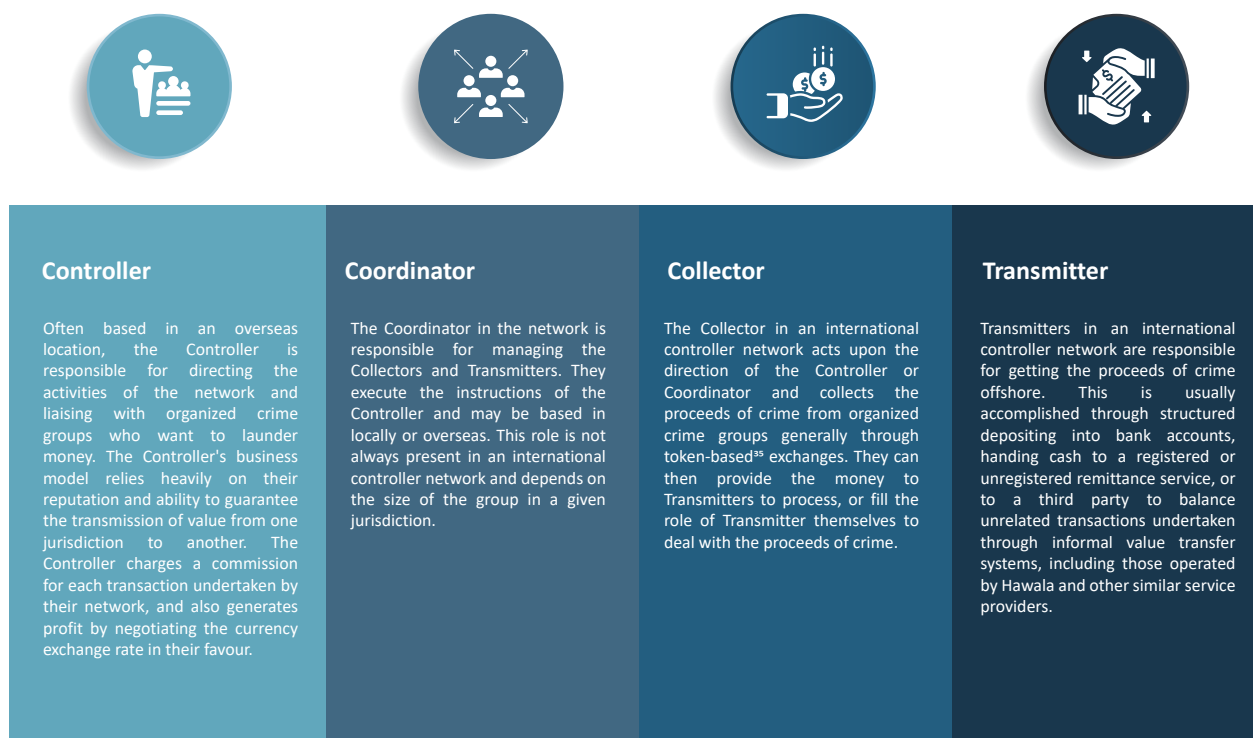 Controller
Often based in an overseas
location, the Controller is
responsible for directing the
activities of the network and
liaising with organized crime
groups who want to launder
money. The Controller's business
model relies heavily on their
reputation and ability to guarantee
the transmission of value from one
jurisdiction to another. The
Controller charges a commission
for each transaction undertaken by
their network, and also generates
profit by negotiating the currency
exchange rate in their favour.
Coordinator
The Coordinator in the network is
responsible for managing the
Collectors and Transmitters. They
execute the instructions of the
Controller and may be based in
locally or overseas. This role is not
always present in an international
controller network and depends on
the size of the group in a given
jurisdiction.
Collector
The Collector in an international
controller network acts upon the
direction of the Controller or
Coordinator and collects the
proceeds of crime from organized
crime groups generally through
token-based³⁵ exchanges. They can
then provide the money to
Transmitters to process, or fill the
role of Transmitter themselves to
deal with the proceeds of crime.
Transmitter
Transmitters in an international
controller network are responsible
for getting the proceeds of crime
offshore. This is usually
accomplished through structured
depositing into bank accounts,
handing cash to a registered or
unregistered remittance service, or
to a third party to balance
unrelated transactions undertaken
through informal value transfer
systems, including those operated
by Hawala and other similar service
providers.